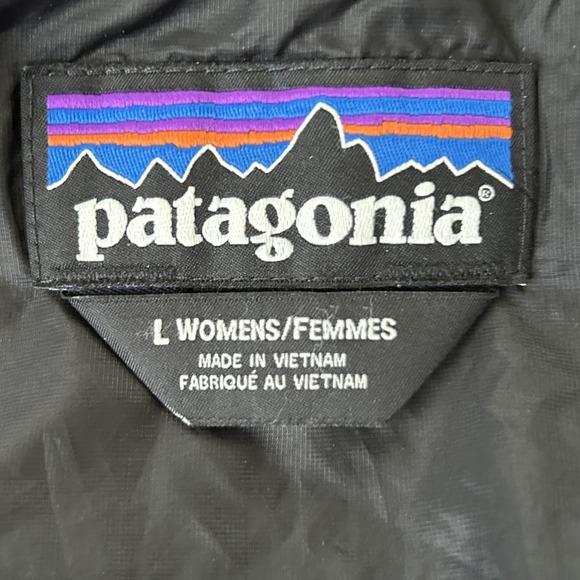 patagonia®
L WOMENS/FEMMES
MADE IN VIETNAM
FABRIQUÉ AU VIETNAM